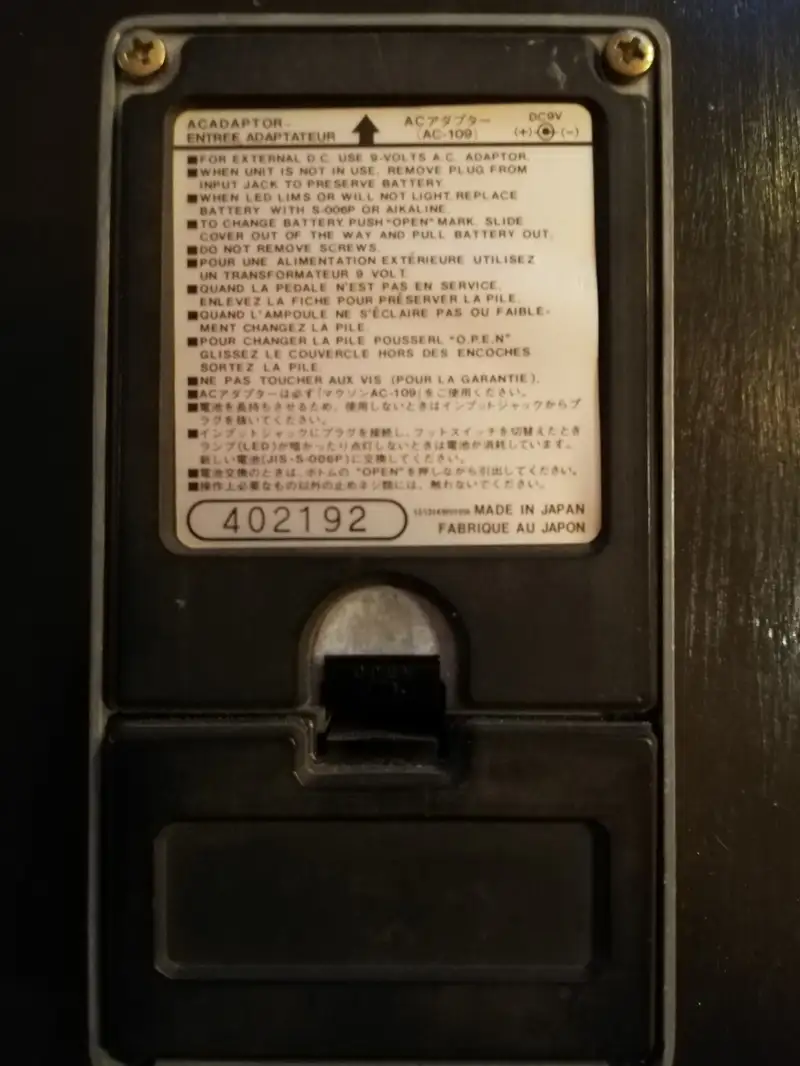 ACADAPTOR
ENTRÉE ADAPTATEUR
ACアダプター
(AC-109)
DC9V
(+) (-)
■FOR EXTERNAL D.C. USE 9-VOLTS A.C. ADAPTOR.
■WHEN UNIT IS NOT IN USE, REMOVE PLUG FROM
INPUT JACK TO PRESERVE BATTERY.
■WHEN LED LIMS OR WILL NOT LIGHT, REPLACE
BATTERY WITH S-006P OR AIKALINE.
■TO CHANGE BATTERY PUSH "OPEN" MARK, SLIDE
COVER OUT OF THE WAY AND PULL BATTERY OUT.
■DO NOT REMOVE SCREWS.
■POUR UNE ALIMENTATION EXTÉRIEURE UTILISEZ
UN TRANSFORMATEUR 9 VOLT.
■QUAND LA PEDALE N'EST PAS EN SERVICE,
ENLEVEZ LA FICHE POUR PRÉSERVER LA PILE.
■QUAND L'AMPOULE NE S'ÉCLAIRE PAS OU FAIBLE-
MENT CHANGEZ LA PILE.
■POUR CHANGER LA PILE POUSSERL "O.P.E.N"
GLISSEZ LE COUVERCLE HORS DES ENCOCHES
SORTEZ LA PILE.
■NE PAS TOUCHER AUX VIS (POUR LA GARANTIE).
■ACアダプターは必ず「マクソンAC-109」をご使用ください。
■電池を長持ちさせるため、使用しないときはインプットジャックからプ
ラグを抜いてください。
■インプットジャックにプラグを接続し、フットスイッチを切替えたとき
ランプ(LED)が暗かったり点灯しないときは電池が消耗しています。
新しい電池(JIS-S-006P)に交換してください。
■電池交換のときは、ボトムの "OPEN"を押しながら引出してください。
■操作上必要なもの以外の止めネジ類には、触わないでください。
402192
MADE IN JAPAN
FABRIQUE AU JAPON